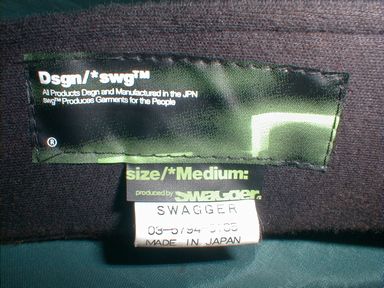 Dsgn/*swg™
All Products Dsgn and Manufactured in the JPN
swg™ Produces Garments for the People
®
size/*Medium:
produced by swagger®
SWAGGER
MADE IN JAPAN